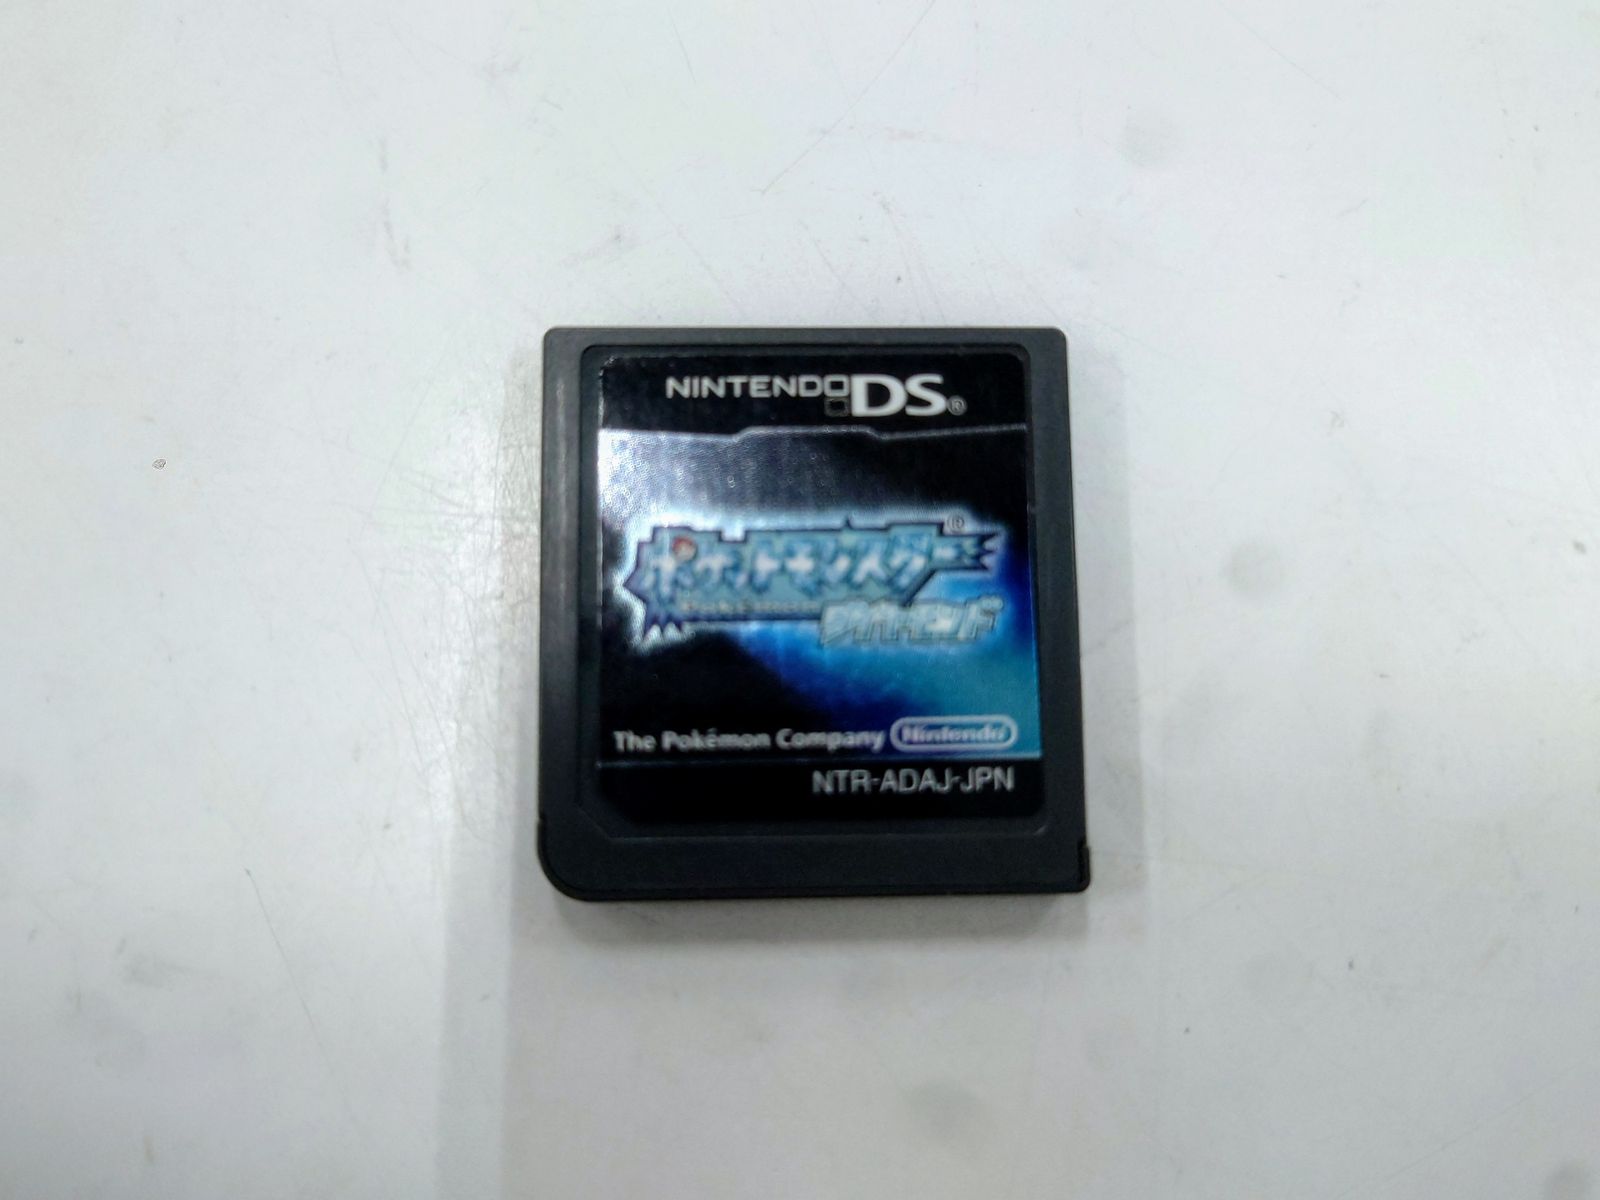 NINTENDO DS®
ポケットモンスター®
Pokémon
ダイヤモンド
The Pokémon Company Nintendo
NTR-ADAJ-JPN